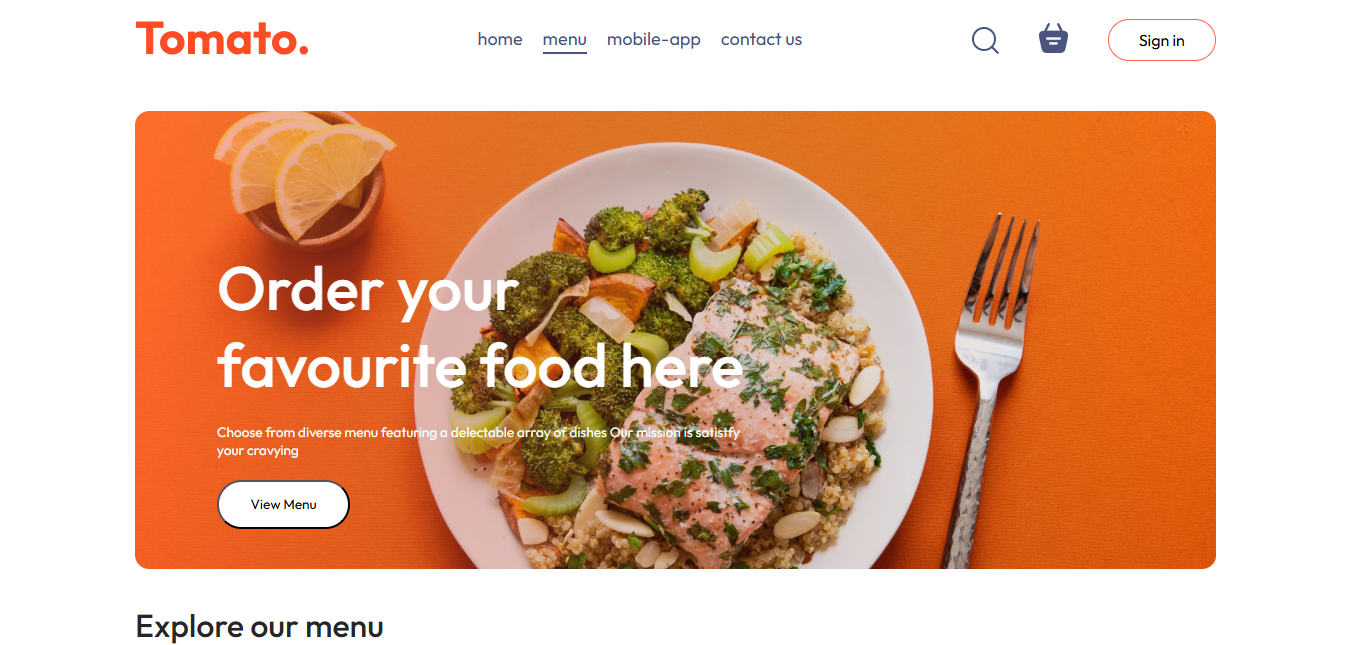 Tomato.
home menu mobile-app contact us
Sign in
Order your
favourite food here
Choose from diverse menu featuring a delectable array of dishes Our mission is satistfy
your cravying
View Menu
Explore our menu